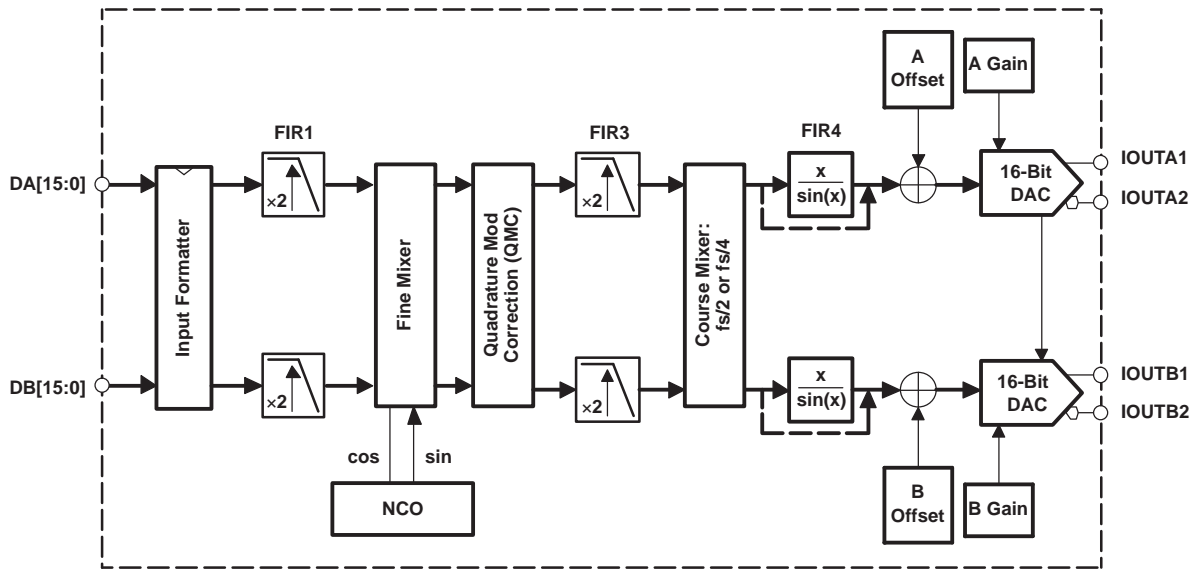 A
Offset
A Gain
FIR1
FIR3
FIR4
DA[15:0]
×2
×2
x
sin(x)
16-Bit
DAC
IOUTA1
IOUTA2
Input Formatter
Fine Mixer
Quadrature Mod
Correction (QMC)
Course Mixer:
fs/2 or fs/4
DB[15:0]
×2
×2
x
sin(x)
16-Bit
DAC
IOUTB1
IOUTB2
cos
sin
NCO
B
Offset
B Gain